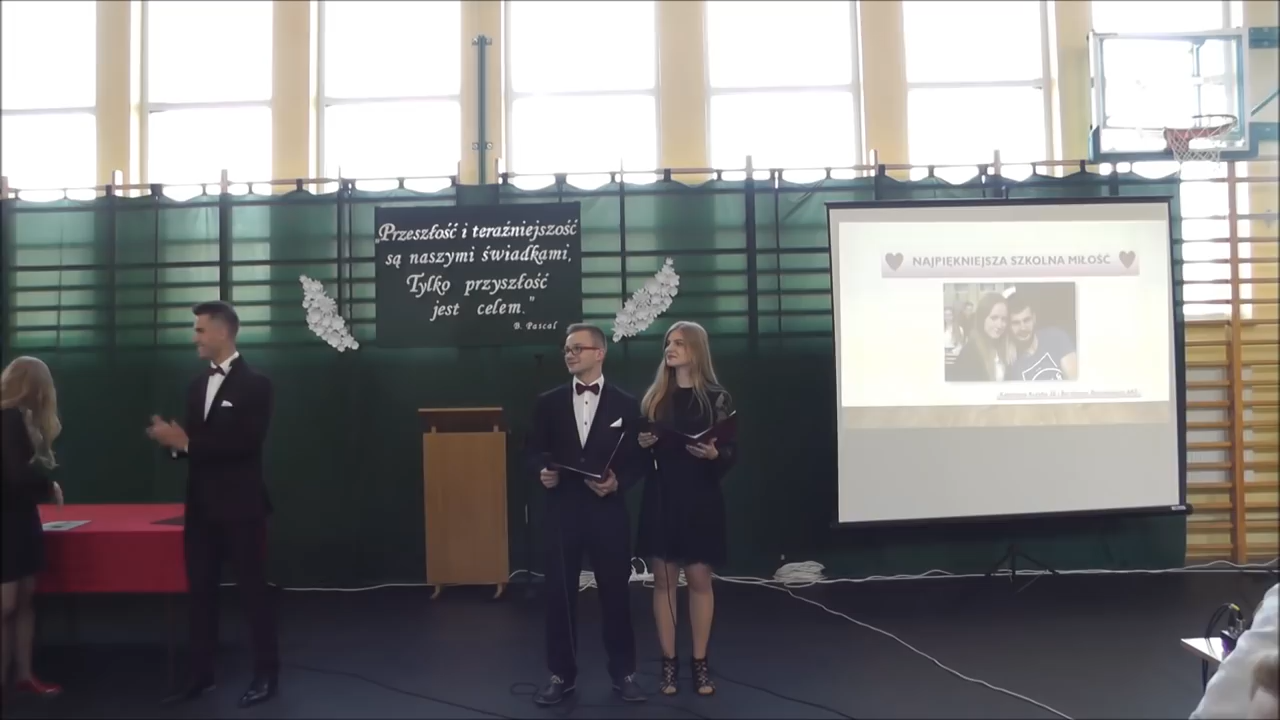 „Przeszłość i teraźniejszość
są naszymi świadkami,
Tylko przyszłość
jest celem.”
B. Pascal
NAJPIĘKNIEJSZA SZKOLNA MIŁOŚĆ